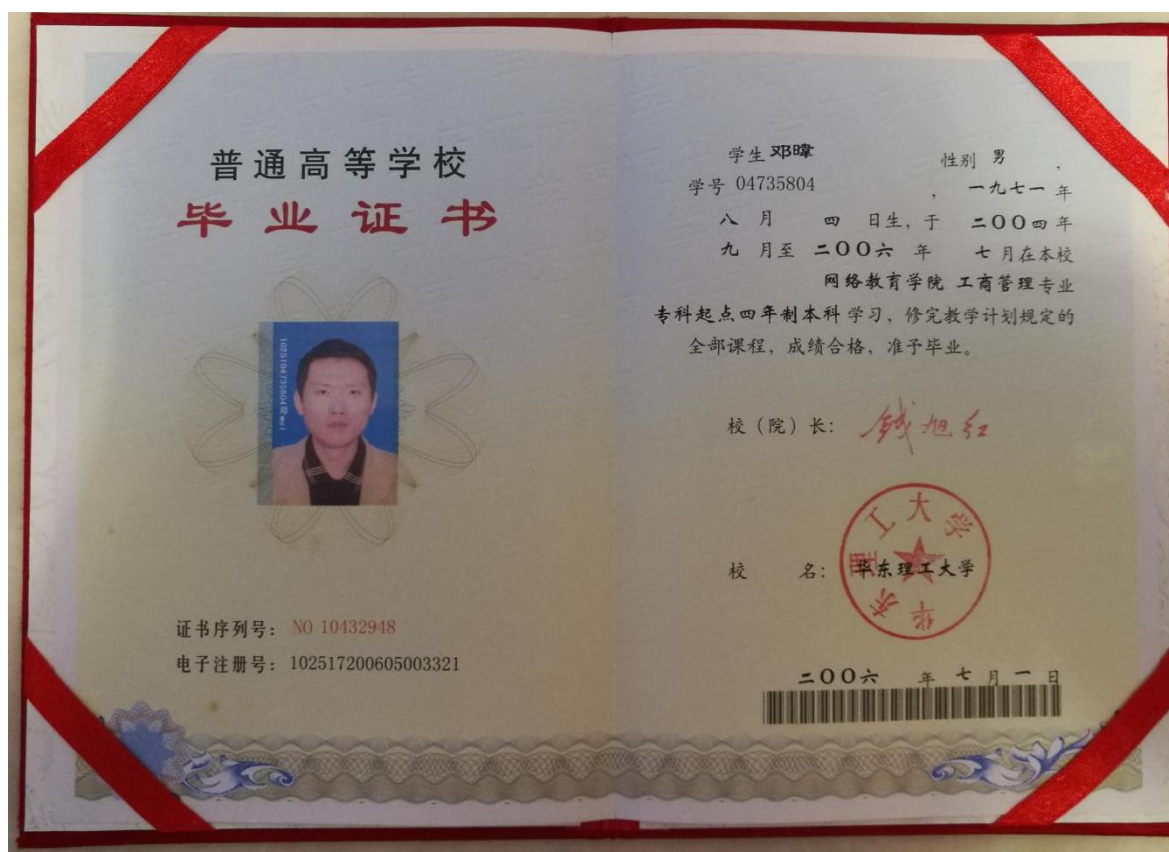 普通高等学校
毕业证书
1025104735804
证书序列号： NO 10432948
电子注册号： 102517200605003321
学生 邓暐 性别 男 ，
学号 04735804 ， 一九七一 年
八 月 四 日生，于 二00四年
九 月至 二00六 年 七 月在本校
网络教育学院 工商管理 专业
专科起点四年制本科 学习，修完教学计划规定的
全部课程，成绩合格，准予毕业。
校（院）长： 钱旭红
校 名： 华东理工大学
华东理工大学
二00六 年 七 月 一 日